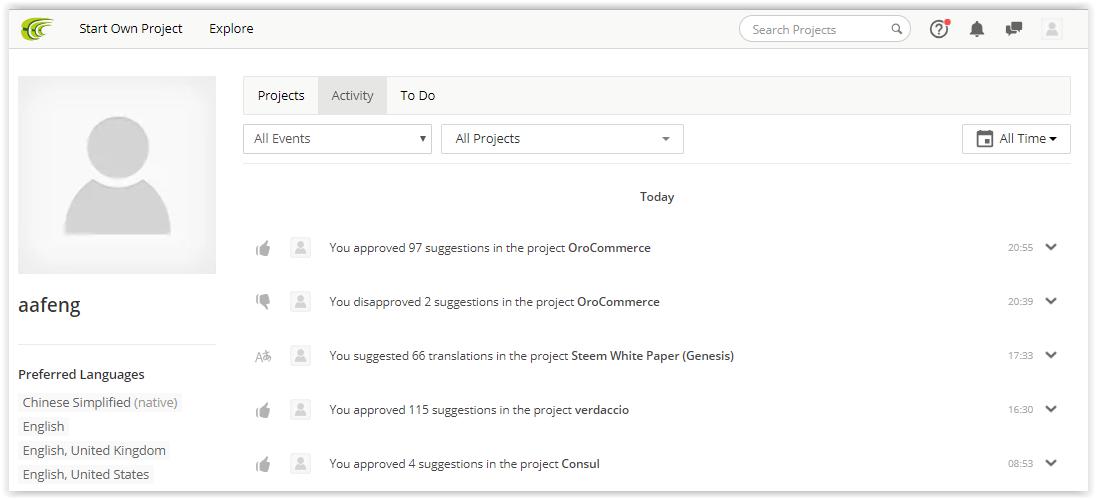 Start Own Project Explore Search Projects
Projects Activity To Do
All Events All Projects All Time
Today
You approved 97 suggestions in the project OroCommerce 20:55
You disapproved 2 suggestions in the project OroCommerce 20:39
aafeng
You suggested 66 translations in the project Steem White Paper (Genesis) 17:33
Preferred Languages
Chinese Simplified (native)
You approved 115 suggestions in the project verdaccio 16:30
English
English, United Kingdom
You approved 4 suggestions in the project Consul 08:53
English, United States